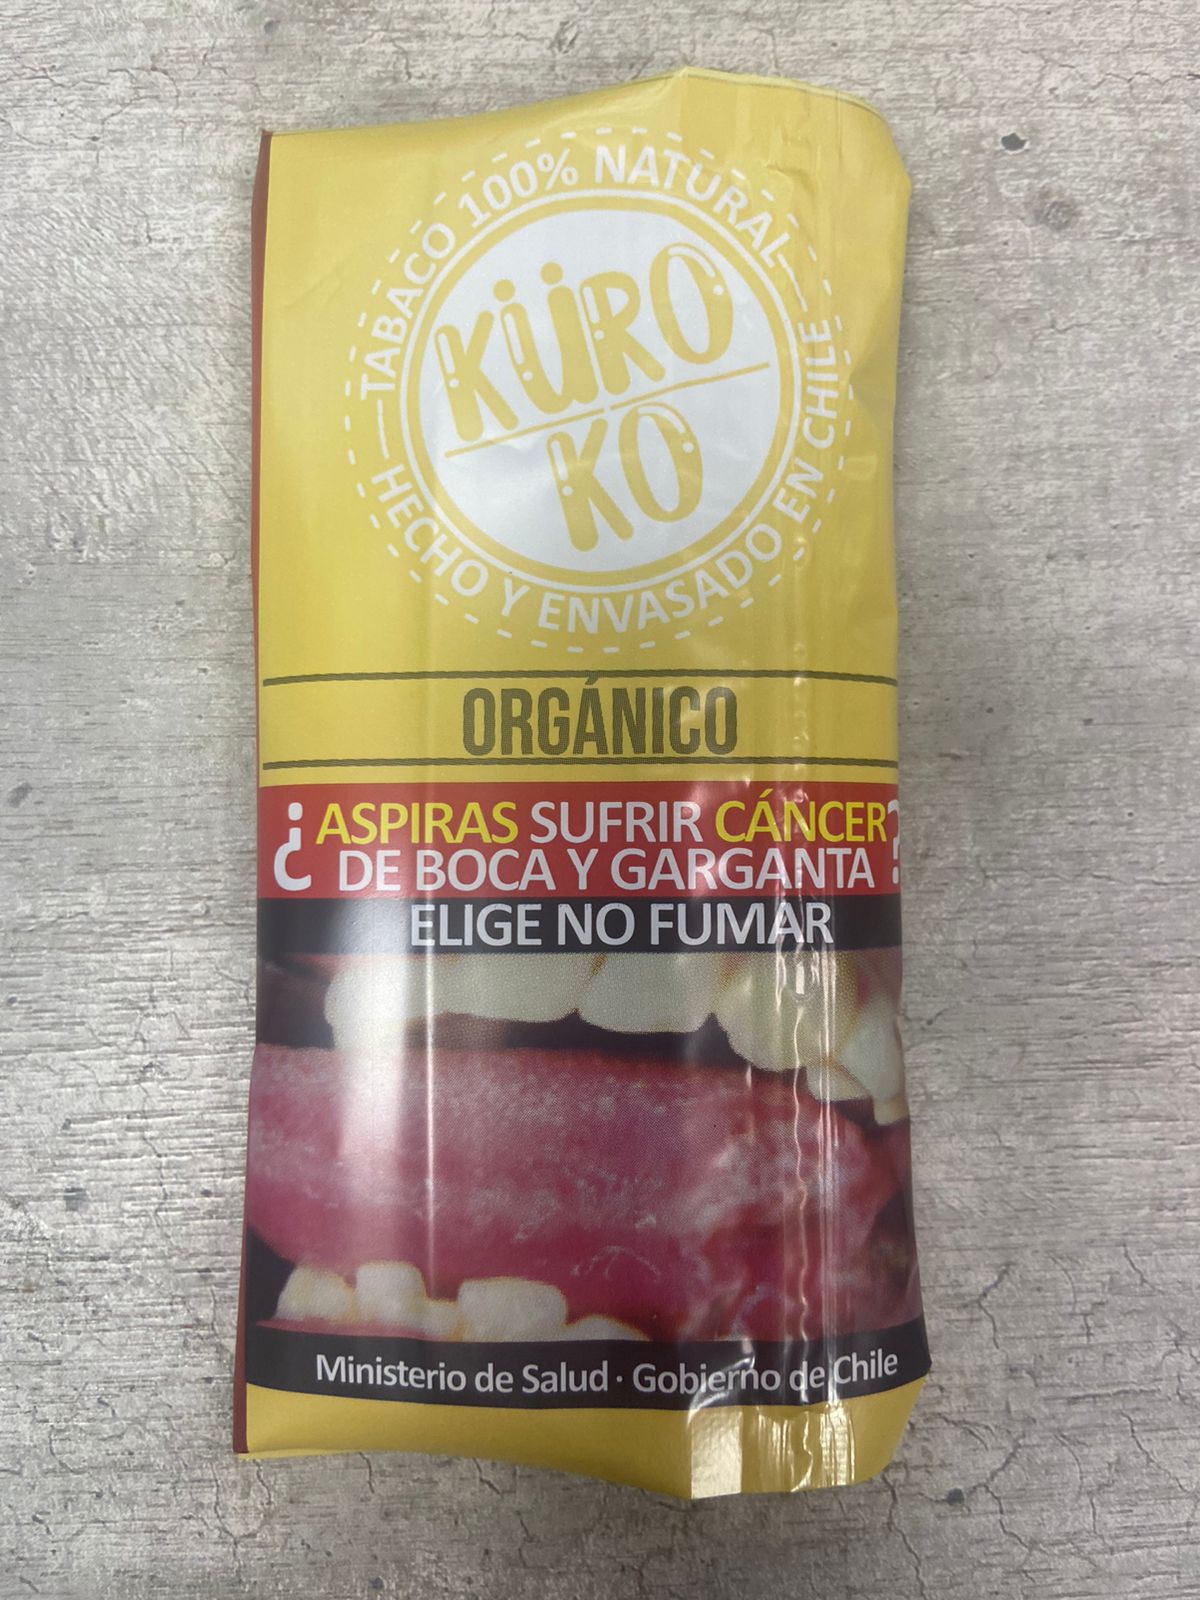 TABACO 100% NATURAL
KÜRO
KO
HECHO Y ENVASADO EN CHILE
ORGÁNICO
¿ASPIRAS SUFRIR CÁNCER
DE BOCA Y GARGANTA?
ELIGE NO FUMAR
Ministerio de Salud · Gobierno de Chile